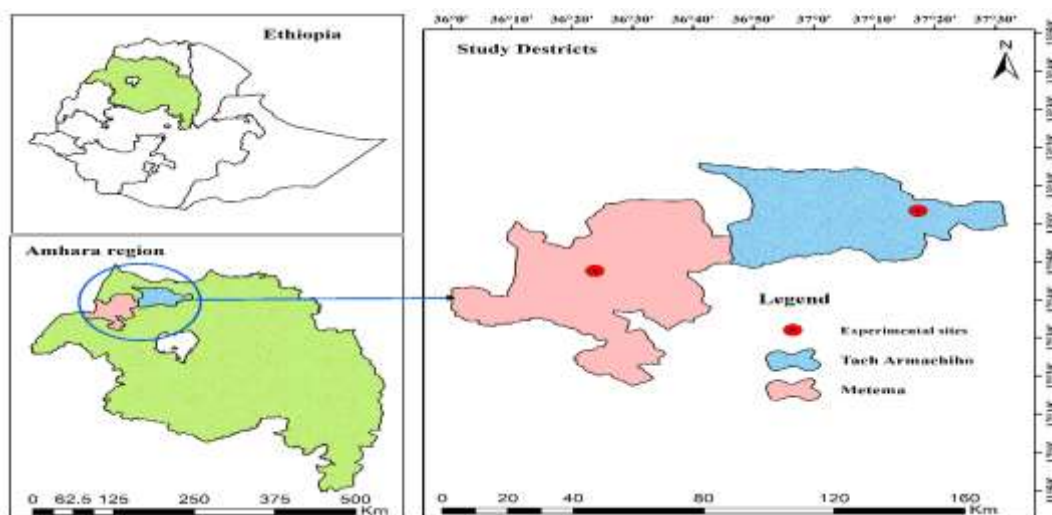 Ethiopia
Amhara region
0 62.5 125 250 375 500
Km
36°0' 36°10' 36°20' 36°30' 36°40' 36°50' 37°0' 37°10' 37°20' 37°30'
Study Destricts
N
Legend
Experimental sites
Tach Armachiho
Metema
0 20 40 80 120 160
Km